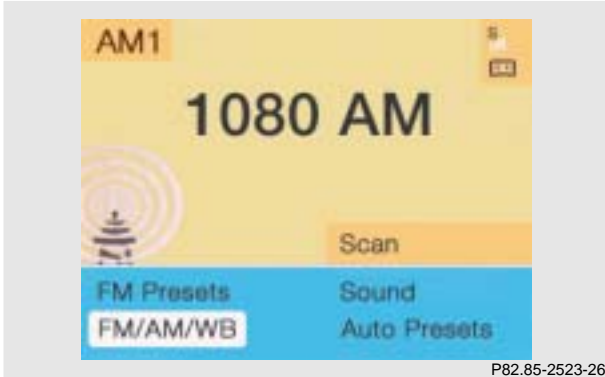 AM1
S
1080 AM
Scan
FM Presets Sound
FM/AM/WB Auto Presets
P82.85-2523-26